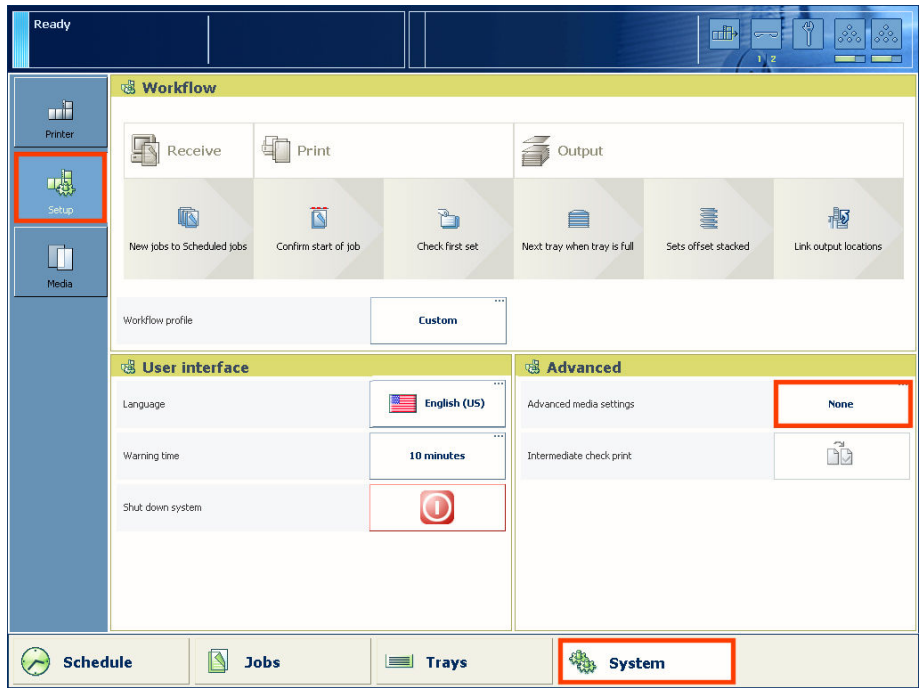 Ready
1 2
Printer
Setup
Media
Workflow
Receive
Print
Output
New jobs to Scheduled jobs
Confirm start of job
Check first set
Next tray when tray is full
Sets offset stacked
Link output locations
Workflow profile
Custom
User interface
Language
English (US)
Warning time
10 minutes
Shut down system
Advanced
Advanced media settings
None
Intermediate check print
Schedule
Jobs
Trays
System